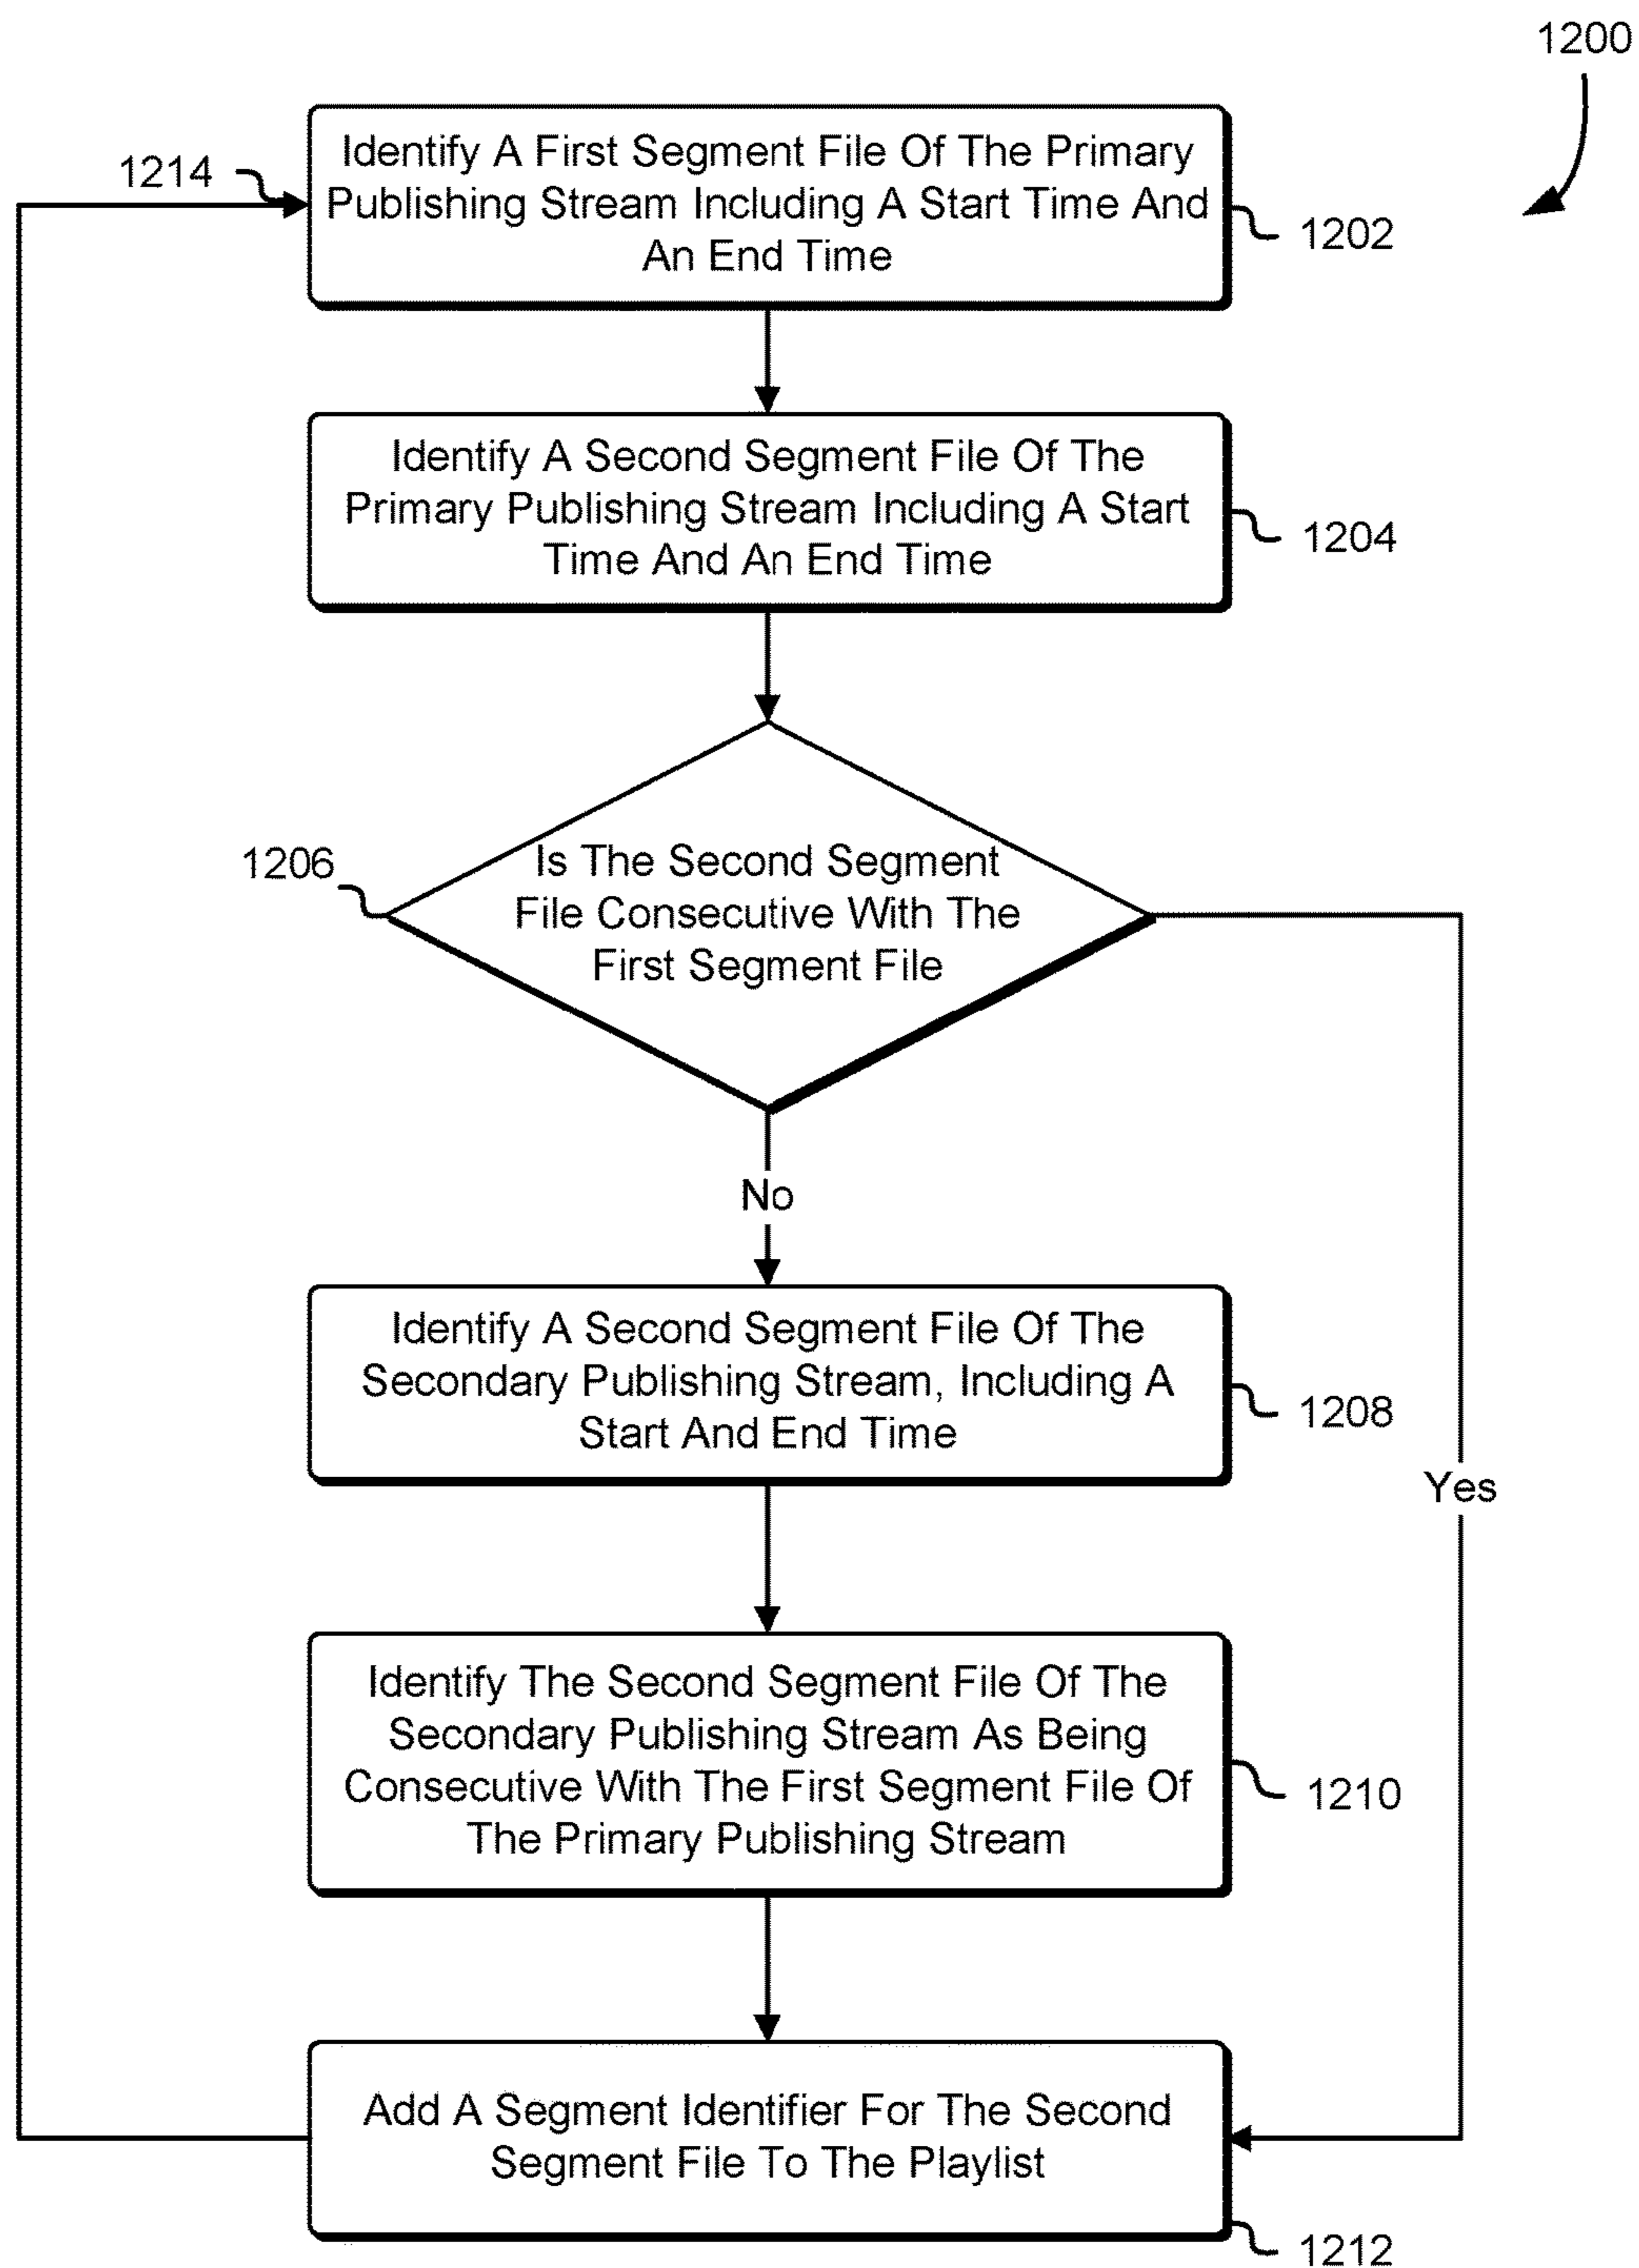 1200
1214
Identify A First Segment File Of The Primary
Publishing Stream Including A Start Time And
An End Time
1202
Identify A Second Segment File Of The
Primary Publishing Stream Including A Start
Time And An End Time
1204
1206
Is The Second Segment
File Consecutive With The
First Segment File
No
Yes
Identify A Second Segment File Of The
Secondary Publishing Stream, Including A
Start And End Time
1208
Identify The Second Segment File Of The
Secondary Publishing Stream As Being
Consecutive With The First Segment File Of
The Primary Publishing Stream
1210
Add A Segment Identifier For The Second
Segment File To The Playlist
1212